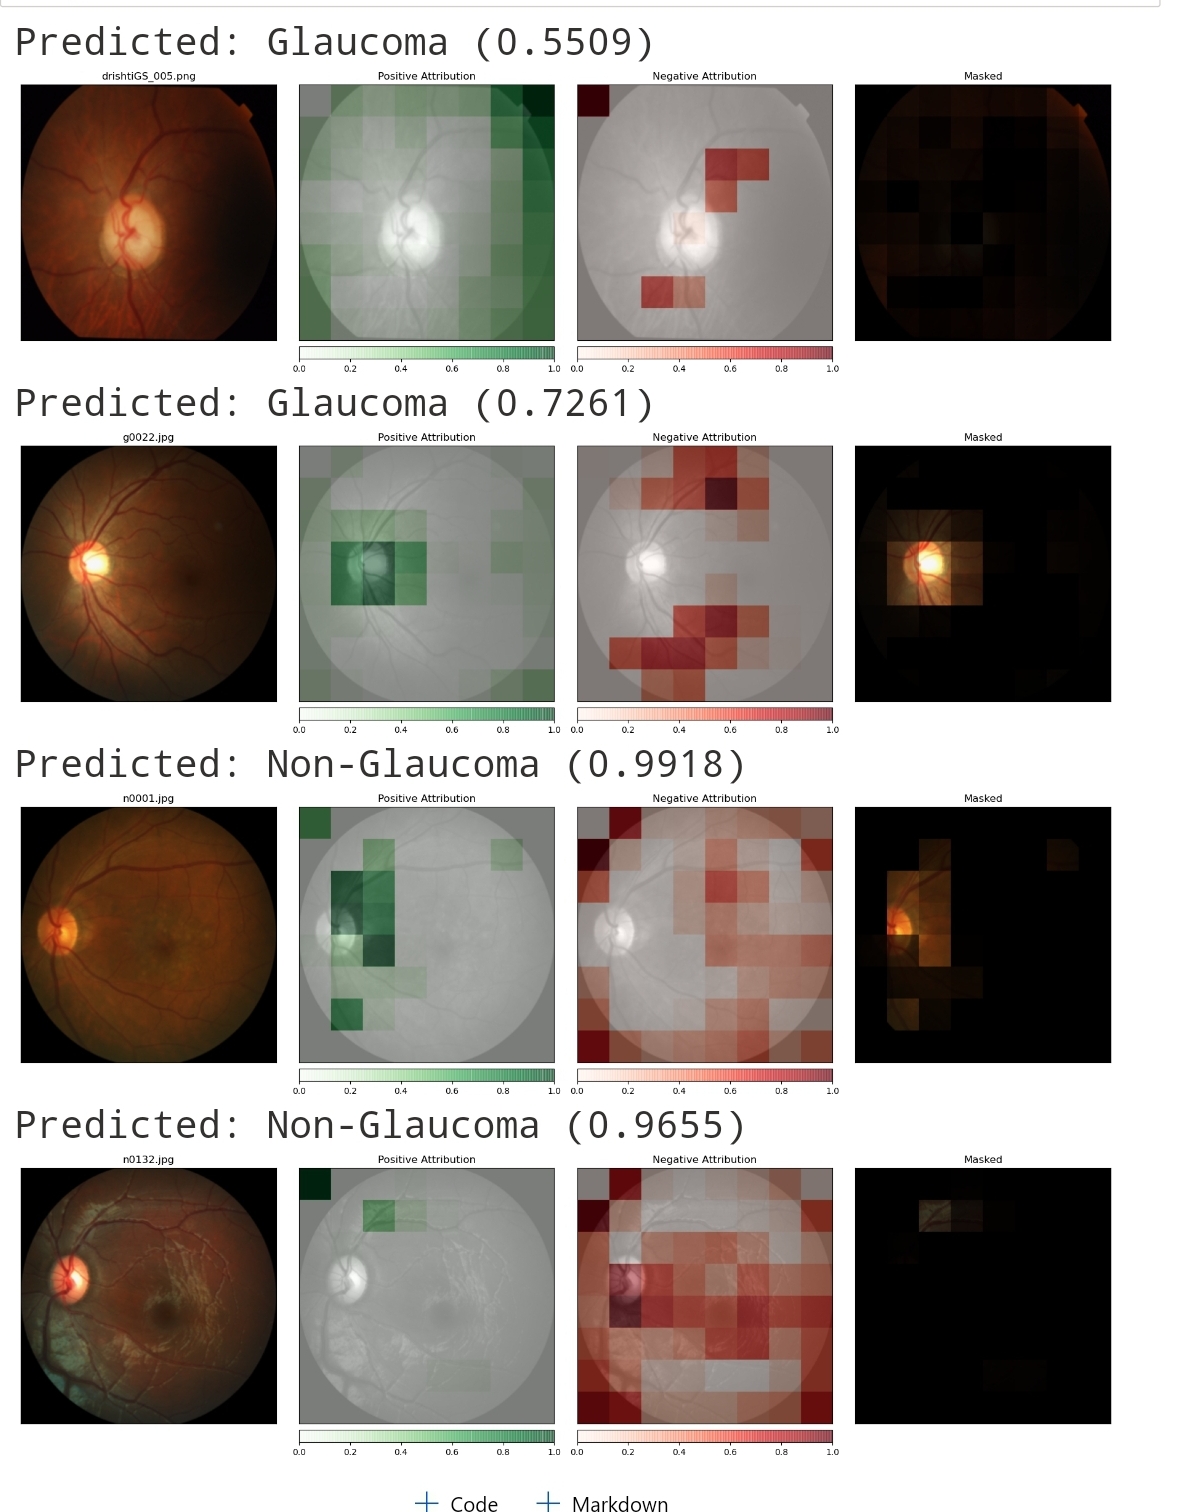 Predicted: Glaucoma (0.5509)
drishtiGS_005.png Positive Attribution Negative Attribution Masked
0.0 0.2 0.4 0.6 0.8 1.0 0.0 0.2 0.4 0.6 0.8 1.0
Predicted: Glaucoma (0.7261)
g0022.jpg Positive Attribution Negative Attribution Masked
0.0 0.2 0.4 0.6 0.8 1.0 0.0 0.2 0.4 0.6 0.8 1.0
Predicted: Non-Glaucoma (0.9918)
n0001.jpg Positive Attribution Negative Attribution Masked
0.0 0.2 0.4 0.6 0.8 1.0 0.0 0.2 0.4 0.6 0.8 1.0
Predicted: Non-Glaucoma (0.9655)
n0132.jpg Positive Attribution Negative Attribution Masked
0.0 0.2 0.4 0.6 0.8 1.0 0.0 0.2 0.4 0.6 0.8 1.0
+ Code + Markdown